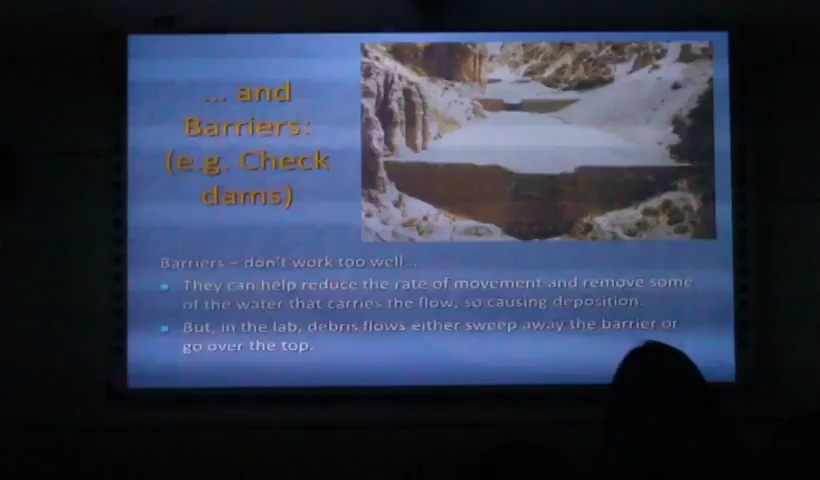 ... and
Barriers:
(e.g. Check
dams)
Barriers – don't work too well...
They can help reduce the rate of movement and remove some
of the water that carries the flow, so causing deposition.
But, in the lab, debris flows either sweep away the barrier or
go over the top.